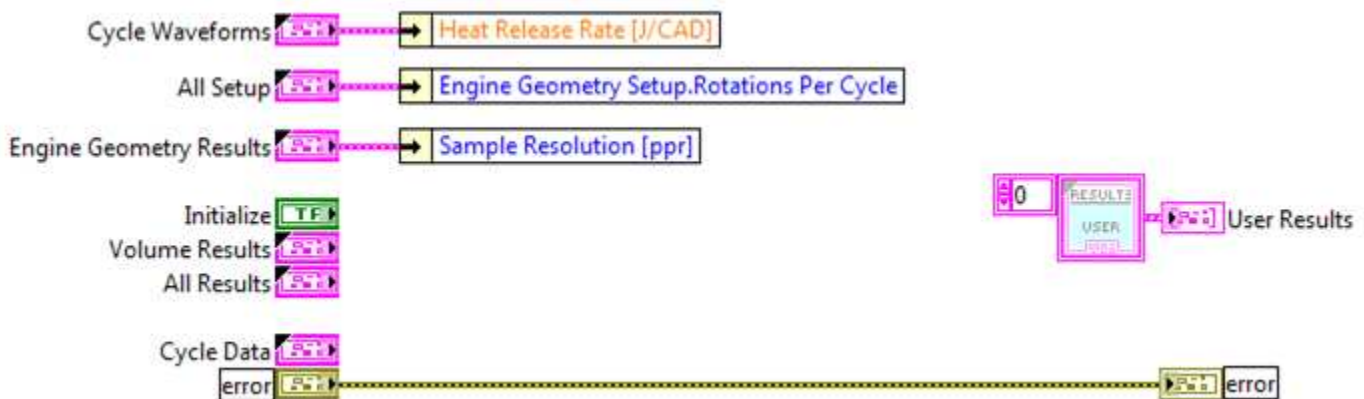 Cycle Waveforms
Heat Release Rate [J/CAD]
All Setup
Engine Geometry Setup.Rotations Per Cycle
Engine Geometry Results
Sample Resolution [ppr]
Initialize TF
Volume Results
All Results
0
RESULTS
USER
User Results
Cycle Data
error
error